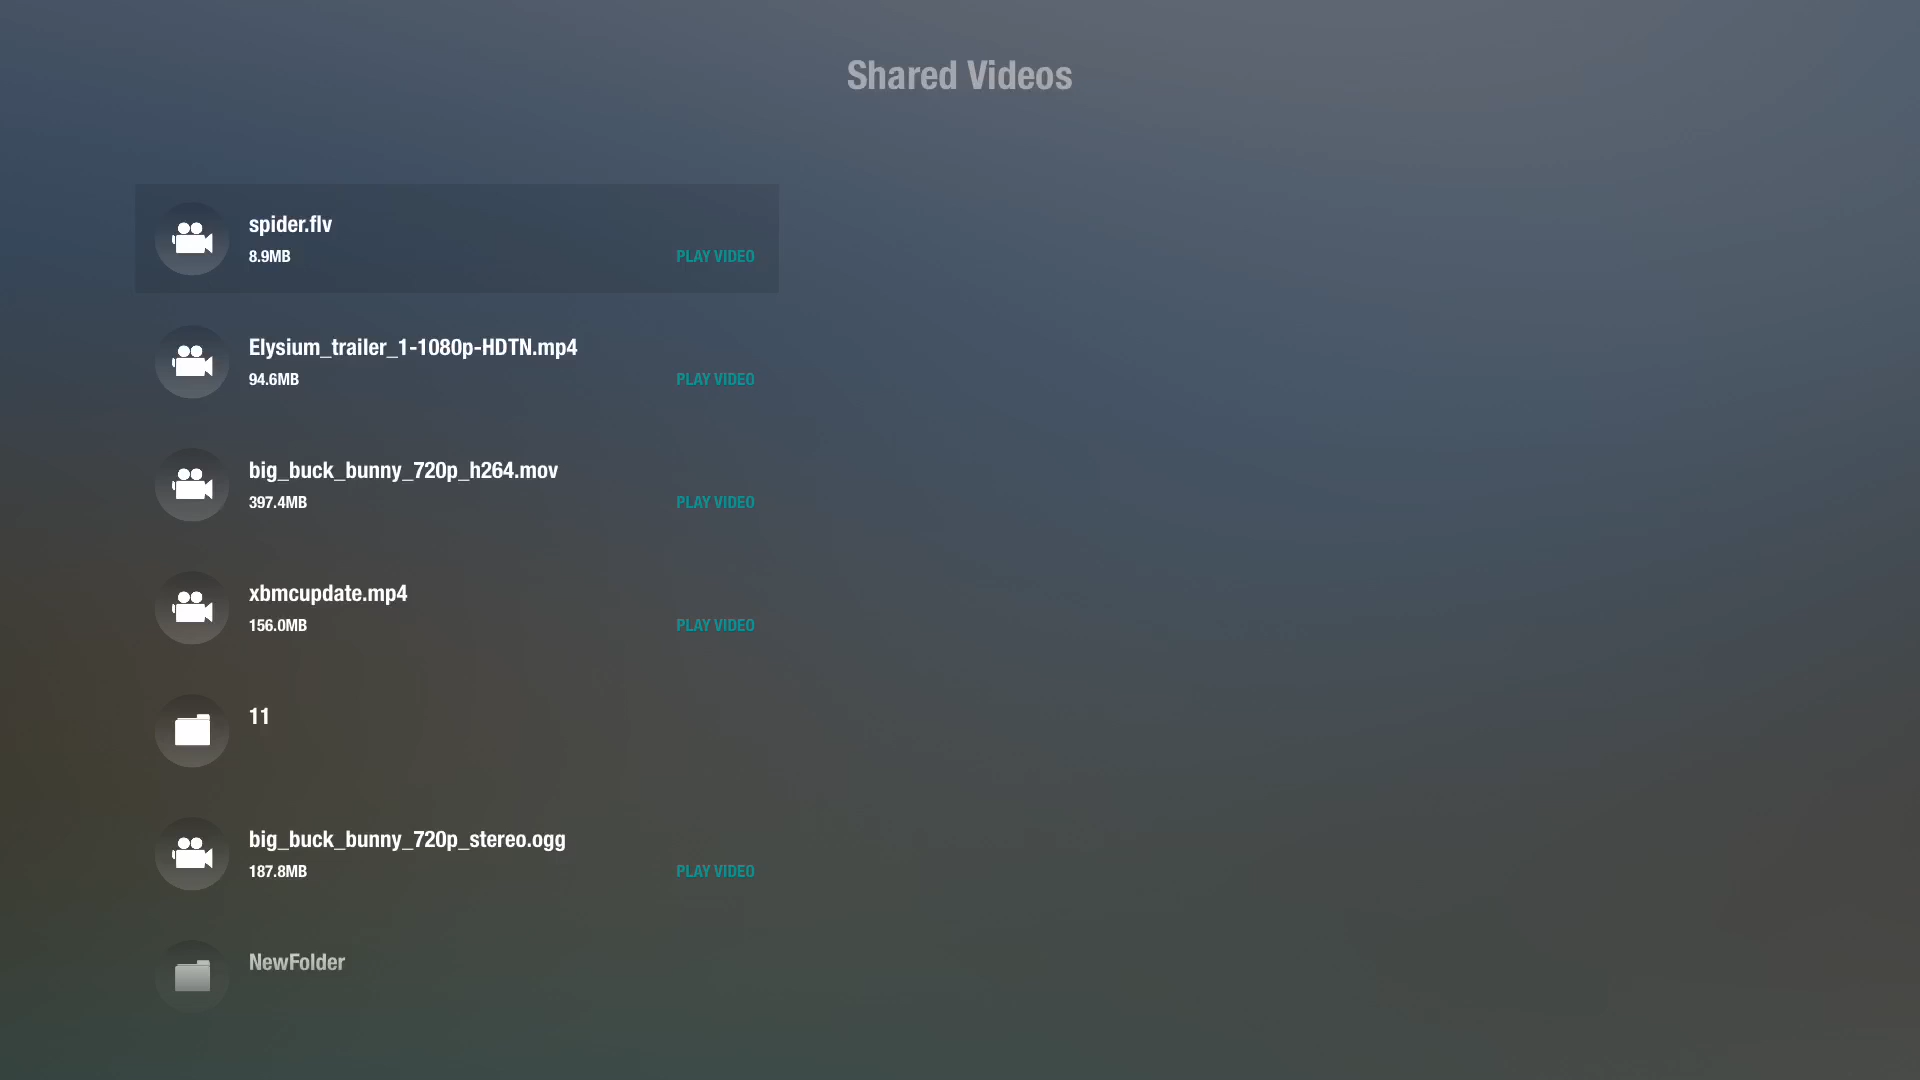 Shared Videos
spider.flv
8.9MB
PLAY VIDEO
Elysium_trailer_1-1080p-HDTN.mp4
94.6MB
PLAY VIDEO
big_buck_bunny_720p_h264.mov
397.4MB
PLAY VIDEO
xbmcupdate.mp4
156.0MB
PLAY VIDEO
11
big_buck_bunny_720p_stereo.ogg
187.8MB
PLAY VIDEO
NewFolder